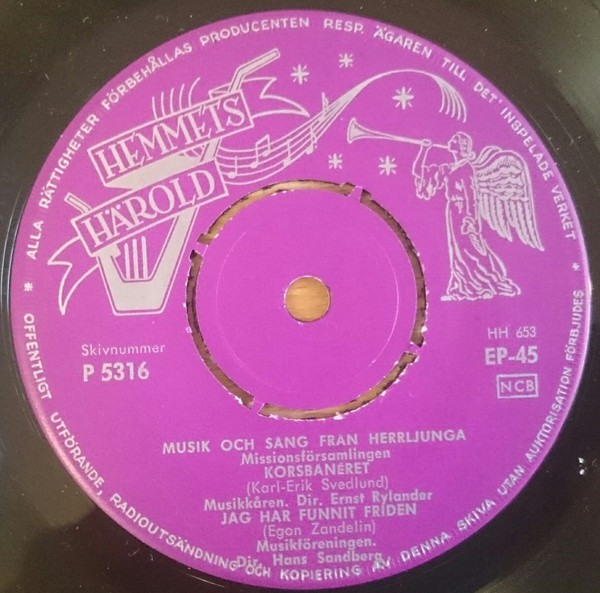 * ALLA RÄTTIGHETER FÖRBEHÅLLAS PRODUCENTEN RESP. ÄGAREN TILL DET INSPELADE VERKET
HEMMETS
HÄROLD
Skivnummer
P 5316
HH 653
EP-45
NCB
MUSIK OCH SANG FRAN HERRLJUNGA
Missionsförsamlingen
KORSBANERET
(Karl-Erik Svedlund)
Musikkåren. Dir. Ernst Rylander
JAG HAR FUNNIT FRIDEN
(Egon Zandelin)
Musikföreningen.
Dir. Hans Sandberg
* OFFENTLIGT UTFÖRANDE, RADIOUTSÄNDNING OCH KOPIERING AV DENNA SKIVA UTAN AUKTORISATION FÖRBJUDES *